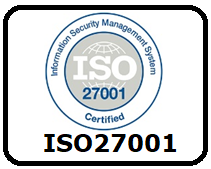 Information Security Management System
ISO
27001
Certified
ISO27001